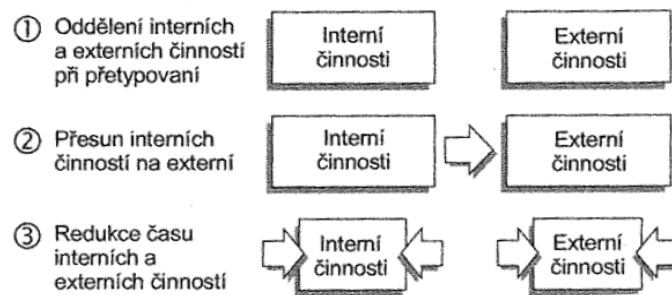 ① Oddělení interních
a externích činností
při přetypovaní
Interní
činnosti
Externí
činnosti
② Přesun interních
činností na externí
Interní
činnosti
Externí
činnosti
③ Redukce času
interních a
externích činností
Interní
činnosti
Externí
činnosti